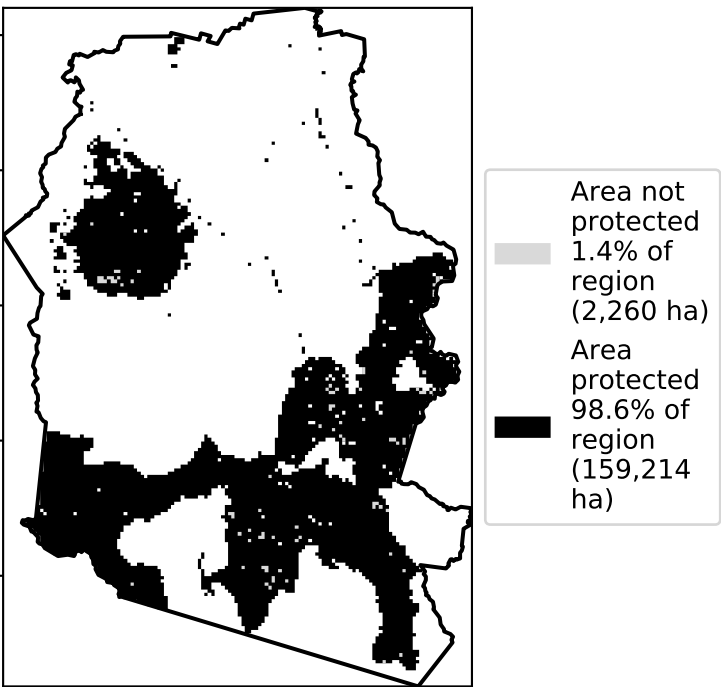 Area not
protected
1.4% of
region
(2,260 ha)
Area
protected
98.6% of
region
(159,214
ha)